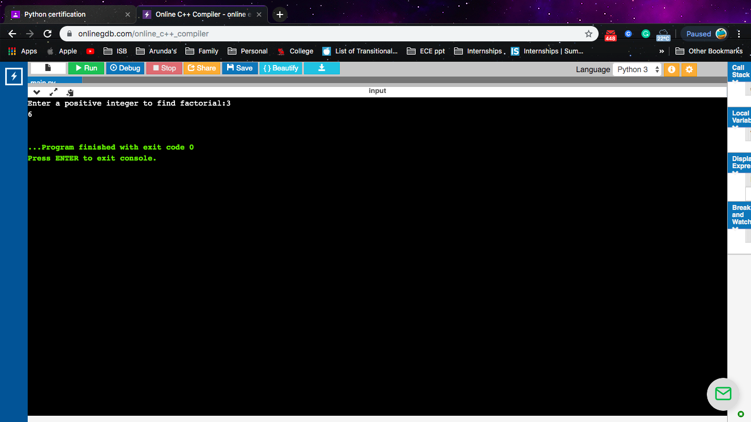 Python certification
Online C++ Compiler - online
onlinegdb.com/online_c++_compiler
Paused
Apps
Apple
ISB
Arunda's
Family
Personal
College
List of Transitional...
ECE ppt
Internships
Internships | Sum...
»
Other Bookmarks
Run
Debug
Stop
Share
Save
{ } Beautify
Language
Python 3
main.py
input
Enter a positive integer to find factorial:3
6
...Program finished with exit code 0
Press ENTER to exit console.
Call
Stack
Local
Variab
Displa
Expre
Break
and
Watch